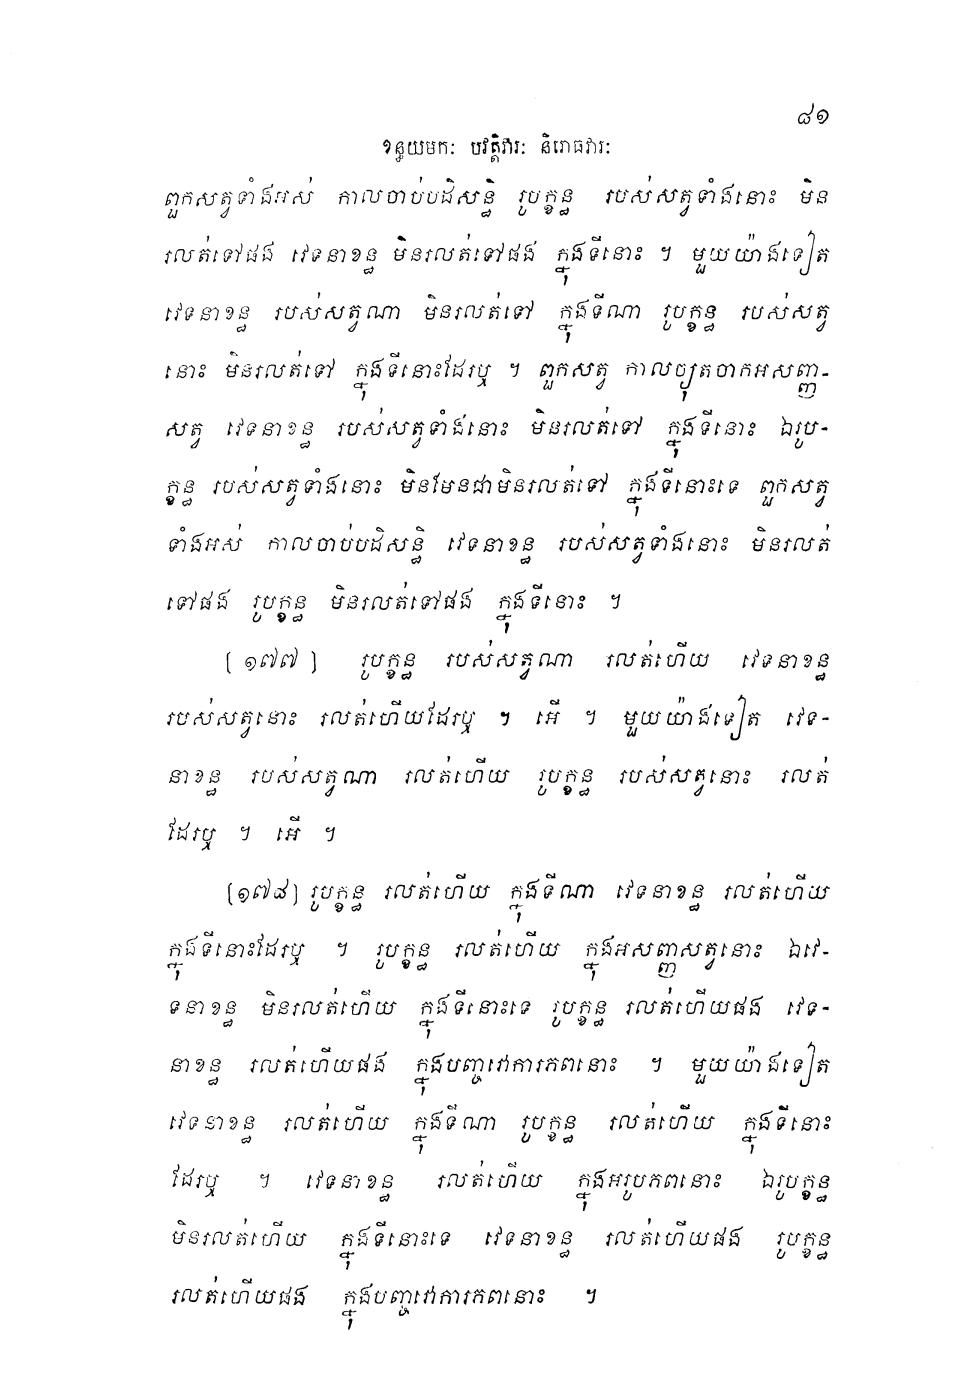 ៨១
ខន្ធយមកៈ បវត្តិវារៈ និរោធវារៈ
ពួកសត្វទាំងអស់ កាលចាប់បដិសន្ធិ រូបក្ខន្ធ របស់សត្វទាំងនោះ មិន
រលត់ទៅផង វេទនាខន្ធ មិនរលត់ទៅផង ក្នុងទីនោះ ។ មួយយ៉ាងទៀត
វេទនាខន្ធ របស់សត្វណា មិនរលត់ទៅ ក្នុងទីណា រូបក្ខន្ធ របស់សត្វ
នោះ មិនរលត់ទៅ ក្នុងទីនោះដែរឬ ។ ពួកសត្វ កាលច្យុតចាកអសញ្ញ-
សត្វ វេទនាខន្ធ របស់សត្វទាំងនោះ មិនរលត់ទៅ ក្នុងទីនោះ ឯរូប-
ក្ខន្ធ របស់សត្វទាំងនោះ មិនមែនជាមិនរលត់ទៅ ក្នុងទីនោះទេ ពួកសត្វ
ទាំងអស់ កាលចាប់បដិសន្ធិ វេទនាខន្ធ របស់សត្វទាំងនោះ មិនរលត់
ទៅផង រូបក្ខន្ធ មិនរលត់ទៅផង ក្នុងទីនោះ ។
[១៧៧] រូបក្ខន្ធ របស់សត្វណា រលត់ហើយ វេទនាខន្ធ
របស់សត្វនោះ រលត់ហើយដែរឬ ។ អើ ។ មួយយ៉ាងទៀត វេទ-
នាខន្ធ របស់សត្វណា រលត់ហើយ រូបក្ខន្ធ របស់សត្វនោះ រលត់
ដែរឬ ។ អើ ។
[១៧៨] រូបក្ខន្ធ រលត់ហើយ ក្នុងទីណា វេទនាខន្ធ រលត់ហើយ
ក្នុងទីនោះដែរឬ ។ រូបក្ខន្ធ រលត់ហើយ ក្នុងអសញ្ញសត្វនោះ ឯវេ-
ទនាខន្ធ មិនរលត់ហើយ ក្នុងទីនោះទេ រូបក្ខន្ធ រលត់ហើយផង វេទ-
នាខន្ធ រលត់ហើយផង ក្នុងបញ្ចវោការភពនោះ ។ មួយយ៉ាងទៀត
វេទនាខន្ធ រលត់ហើយ ក្នុងទីណា រូបក្ខន្ធ រលត់ហើយ ក្នុងទីនោះ
ដែរឬ ។ វេទនាខន្ធ រលត់ហើយ ក្នុងអរូបភពនោះ ឯរូបក្ខន្ធ
មិនរលត់ហើយ ក្នុងទីនោះទេ វេទនាខន្ធ រលត់ហើយផង រូបក្ខន្ធ
រលត់ហើយផង ក្នុងបញ្ចវោការភពនោះ ។